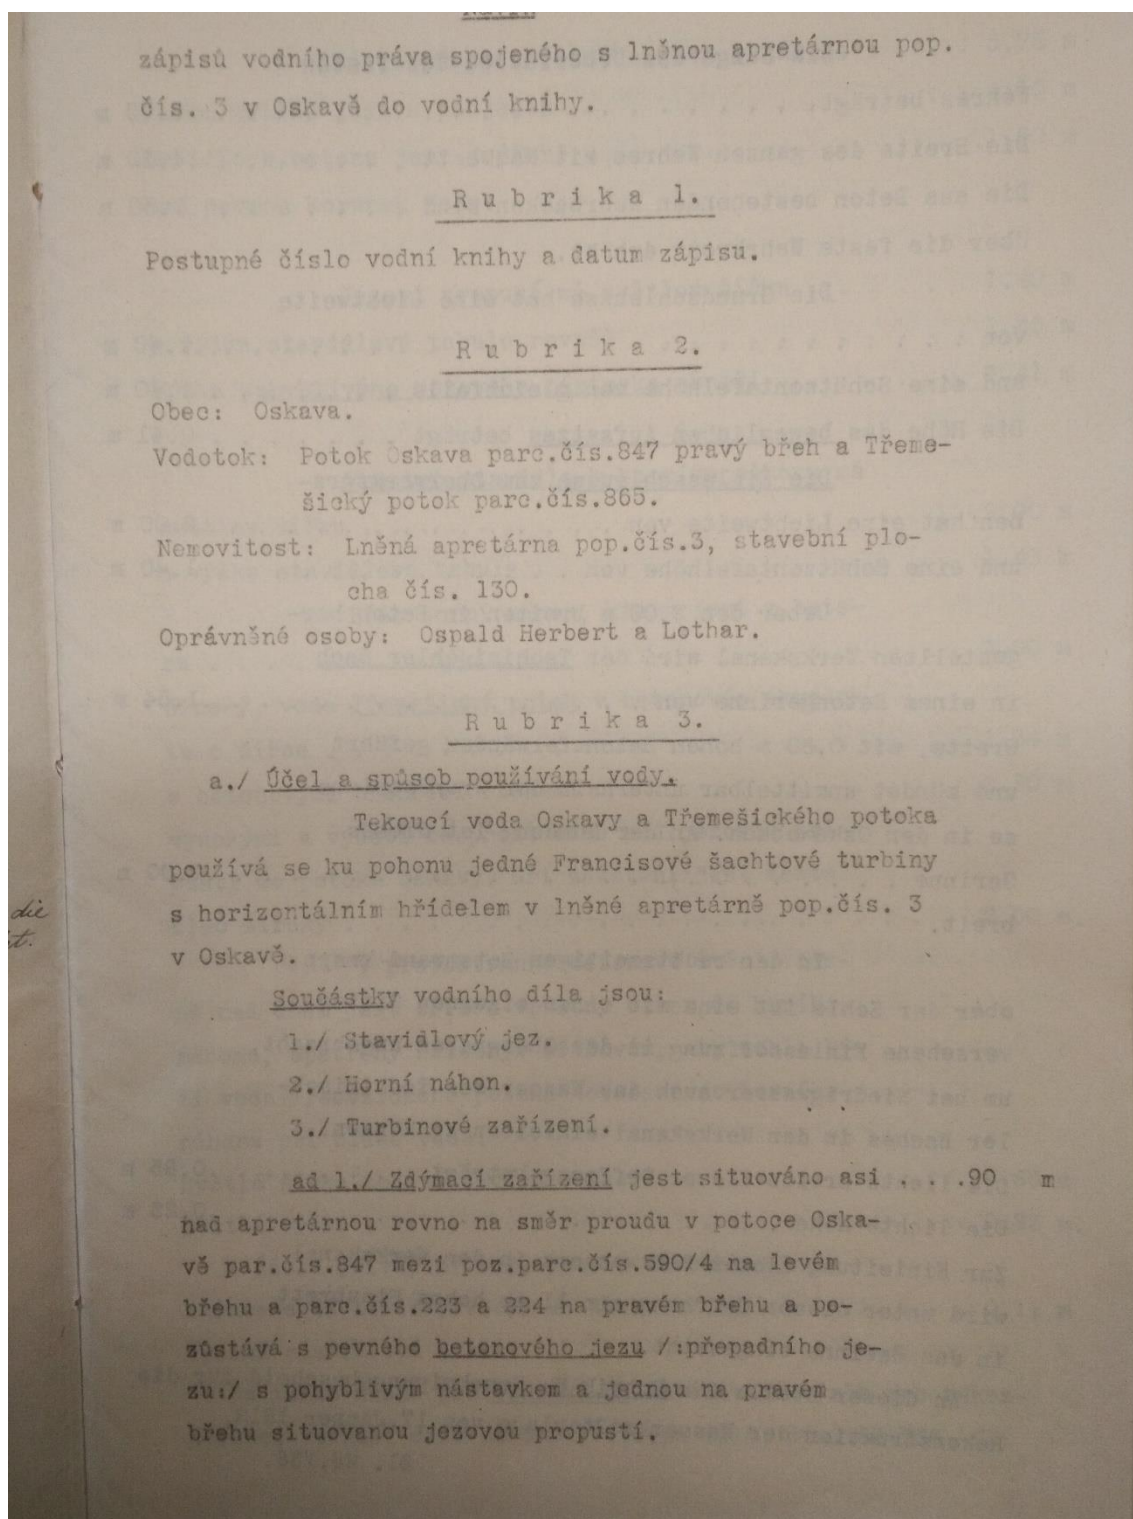 zápisů vodního práva spojeného s lněnou apretárnou pop.
čís. 3 v Oskavě do vodní knihy.
R u b r i k a 1.
Postupné číslo vodní knihy a datum zápisu.
R u b r i k a 2.
Obec: Oskava.
Vodotok: Potok Oskava parc.čís.847 pravý břeh a Třeme-
šický potok parc.čís.865.
Nemovitost: Lněná apretárna pop.čís.3, stavební plo-
cha čís. 130.
Oprávněné osoby: Ospald Herbert a Lothar.
R u b r i k a 3.
a./ Účel a spůsob používání vody.
Tekoucí voda Oskavy a Třemešického potoka
používá se ku pohonu jedné Francisové šachtové turbiny
s horizontálním hřídelem v lněné apretárně pop.čís. 3
v Oskavě.
die
Součástky vodního díla jsou:
1./ Stavidlový jez.
2./ Horní náhon.
3./ Turbinové zařízení.
ad 1./ Zdýmací zařízení jest situováno asi . . .90 m
nad apretárnou rovno na směr proudu v potoce Oska-
vě par.čís.847 mezi poz.parc.čís.590/4 na levém
břehu a parc.čís.223 a 224 na pravém břehu a po-
zůstává s pevného betonového jezu /:přepadního je-
zu:/ s pohyblivým nástavkem a jednou na pravém
břehu situovanou jezovou propustí.